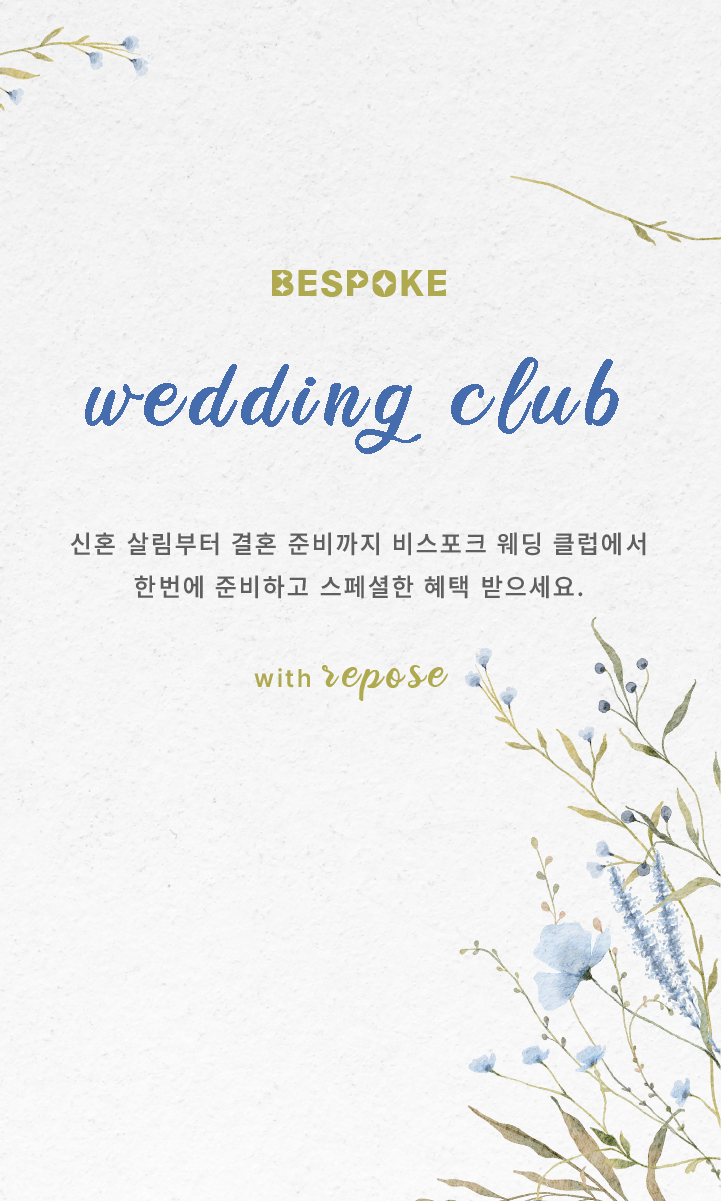 BESPOKE
wedding club
신혼 살림부터 결혼 준비까지 비스포크 웨딩 클럽에서
한번에 준비하고 스페셜한 혜택 받으세요.
with repose